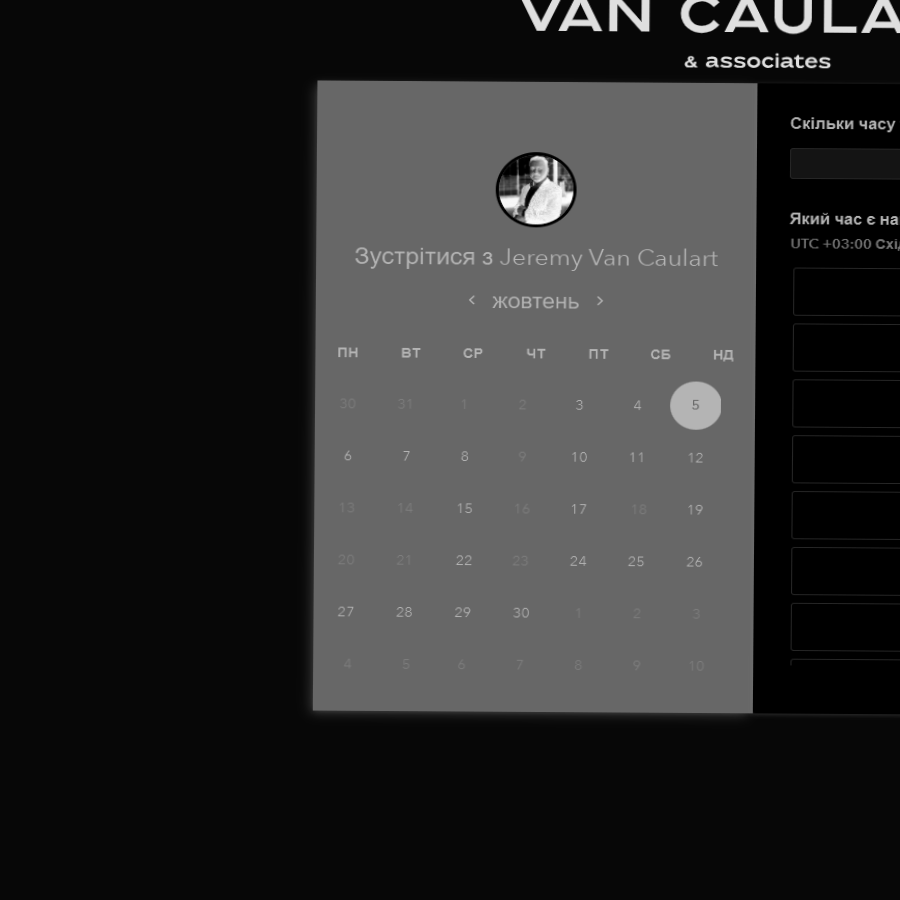 VAN CAULA
& associates
Зустрітися з Jeremy Van Caulart
< жовтень >
ПН ВТ СР ЧТ ПТ СБ НД
30 31 1 2 3 4 5
6 7 8 9 10 11 12
13 14 15 16 17 18 19
20 21 22 23 24 25 26
27 28 29 30 1 2 3
4 5 6 7 8 9 10
Скільки часу
Який час є на
UTC +03:00 Схі